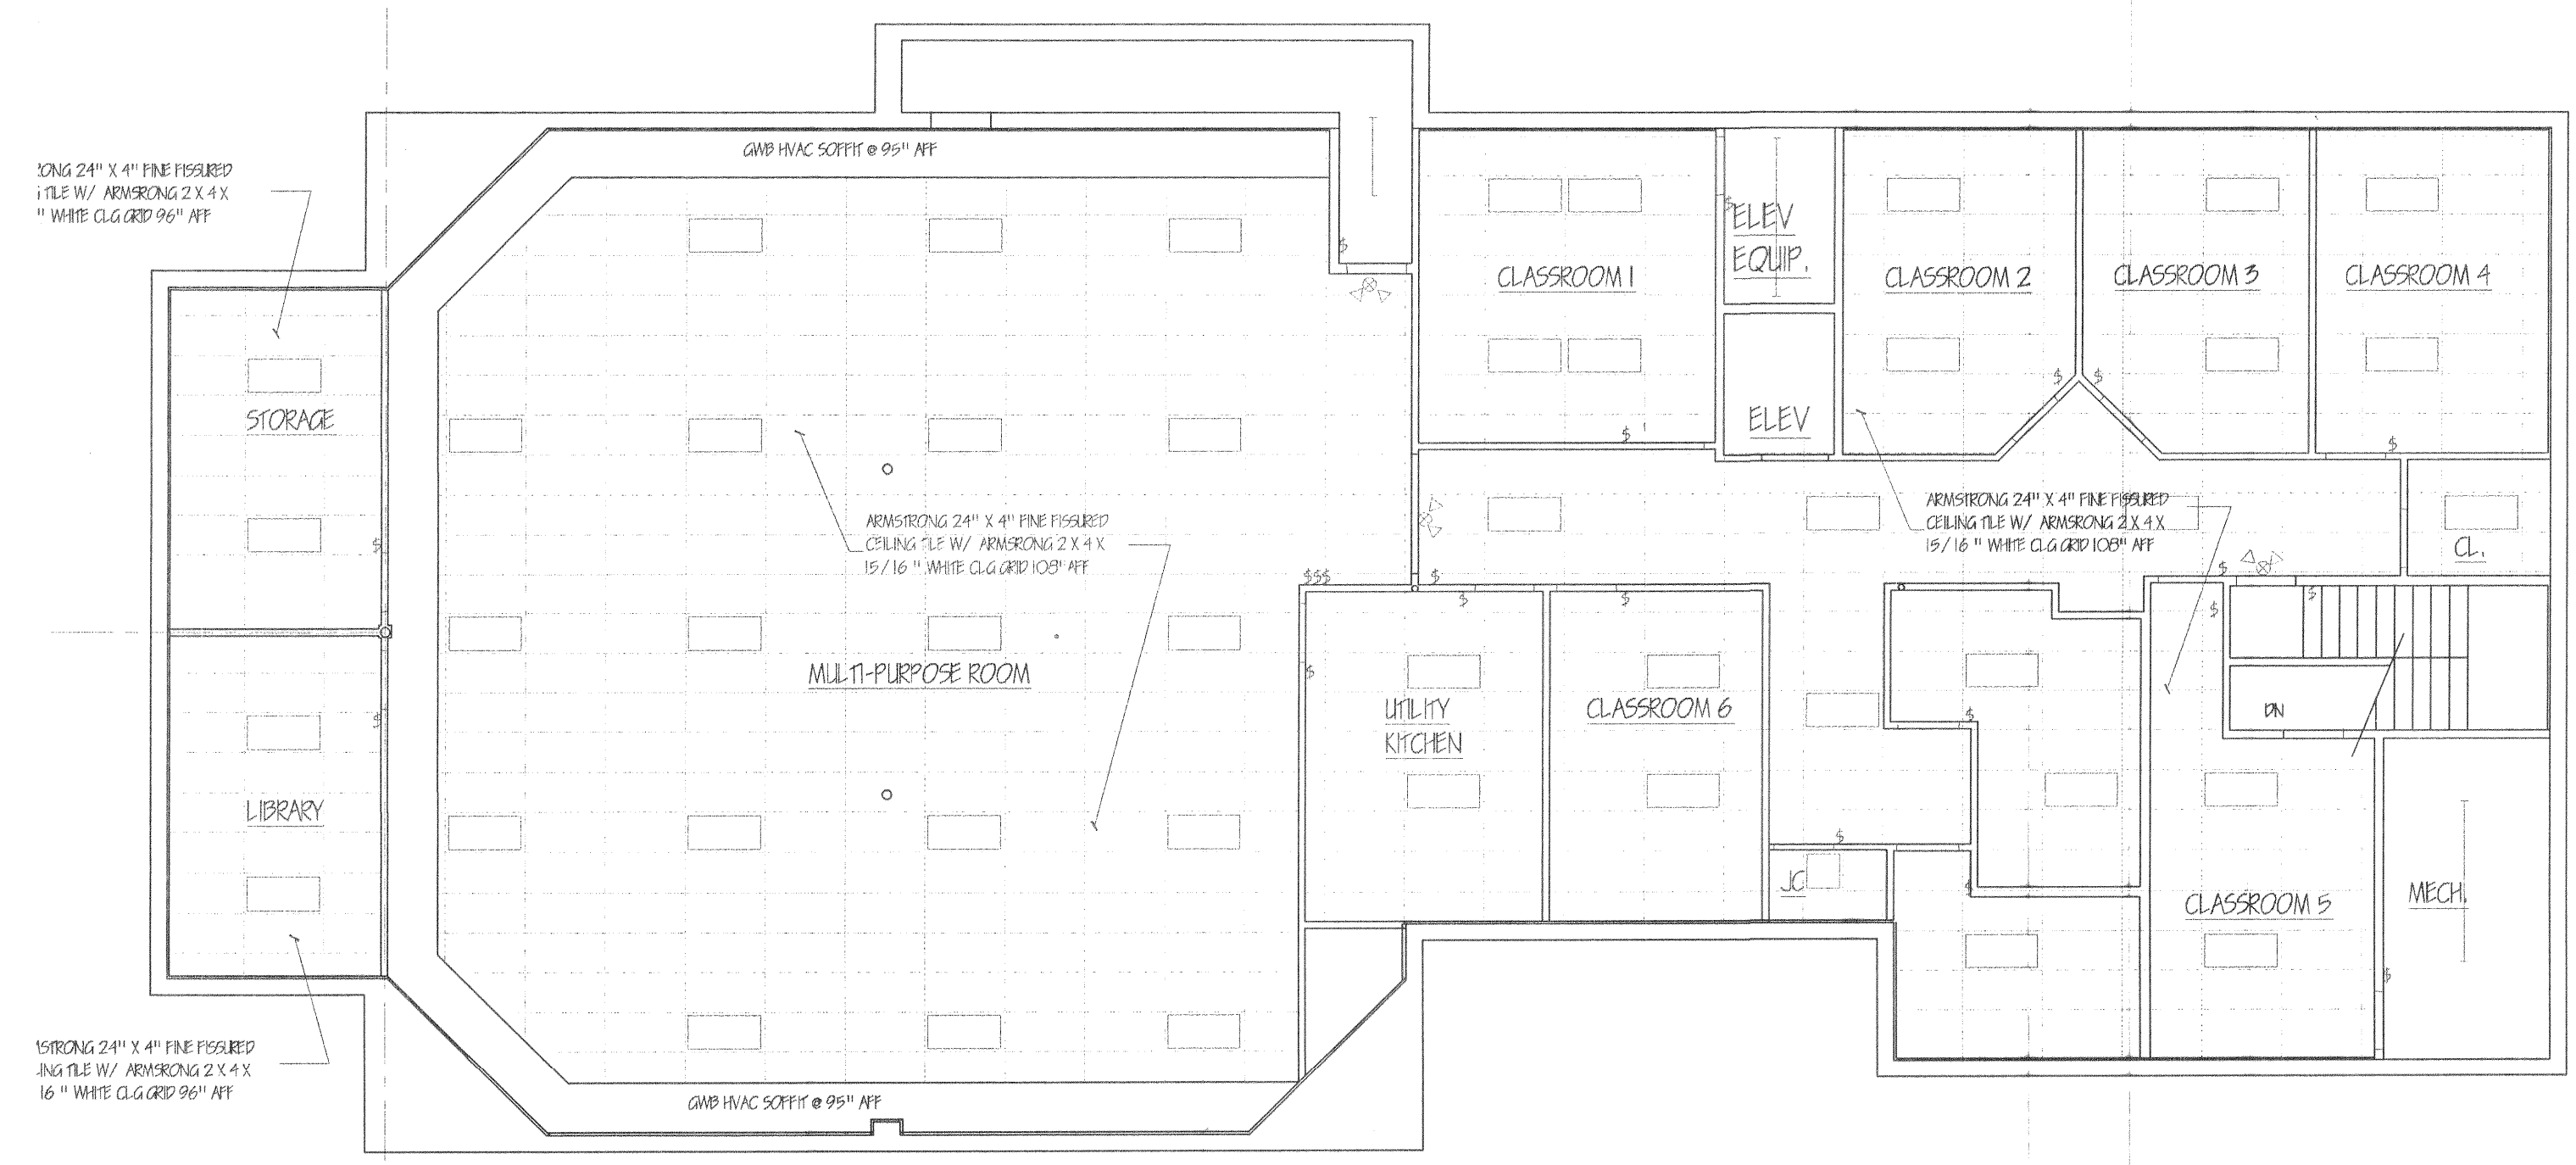 GWB HVAC SOFFIT @ 95" AFF
ONG 24" X 4" FINE FISSURED
TILE W/ ARMSRONG 2 X 4 X
" WHITE CLG GRID 96" AFF
ELEV
EQUIP.
CLASSROOM 1
CLASSROOM 2
CLASSROOM 3
CLASSROOM 4
STORAGE
ELEV
ARMSTRONG 24" X 4" FINE FISSURED
CEILING TILE W/ ARMSRONG 2 X 4 X
15/16 " WHITE CLG GRID 108" AFF
ARMSTRONG 24" X 4" FINE FISSURED
CEILING TILE W/ ARMSRONG 2 X 4 X
15/16 " WHITE CLG GRID 108" AFF
CL.
$$$
MULTI-PURPOSE ROOM
UTILITY
KITCHEN
CLASSROOM 6
DN
LIBRARY
JC
CLASSROOM 5
MECH.
STRONG 24" X 4" FINE FISSURED
ING TILE W/ ARMSRONG 2 X 4 X
16 " WHITE CLG GRID 96" AFF
GWB HVAC SOFFIT @ 95" AFF